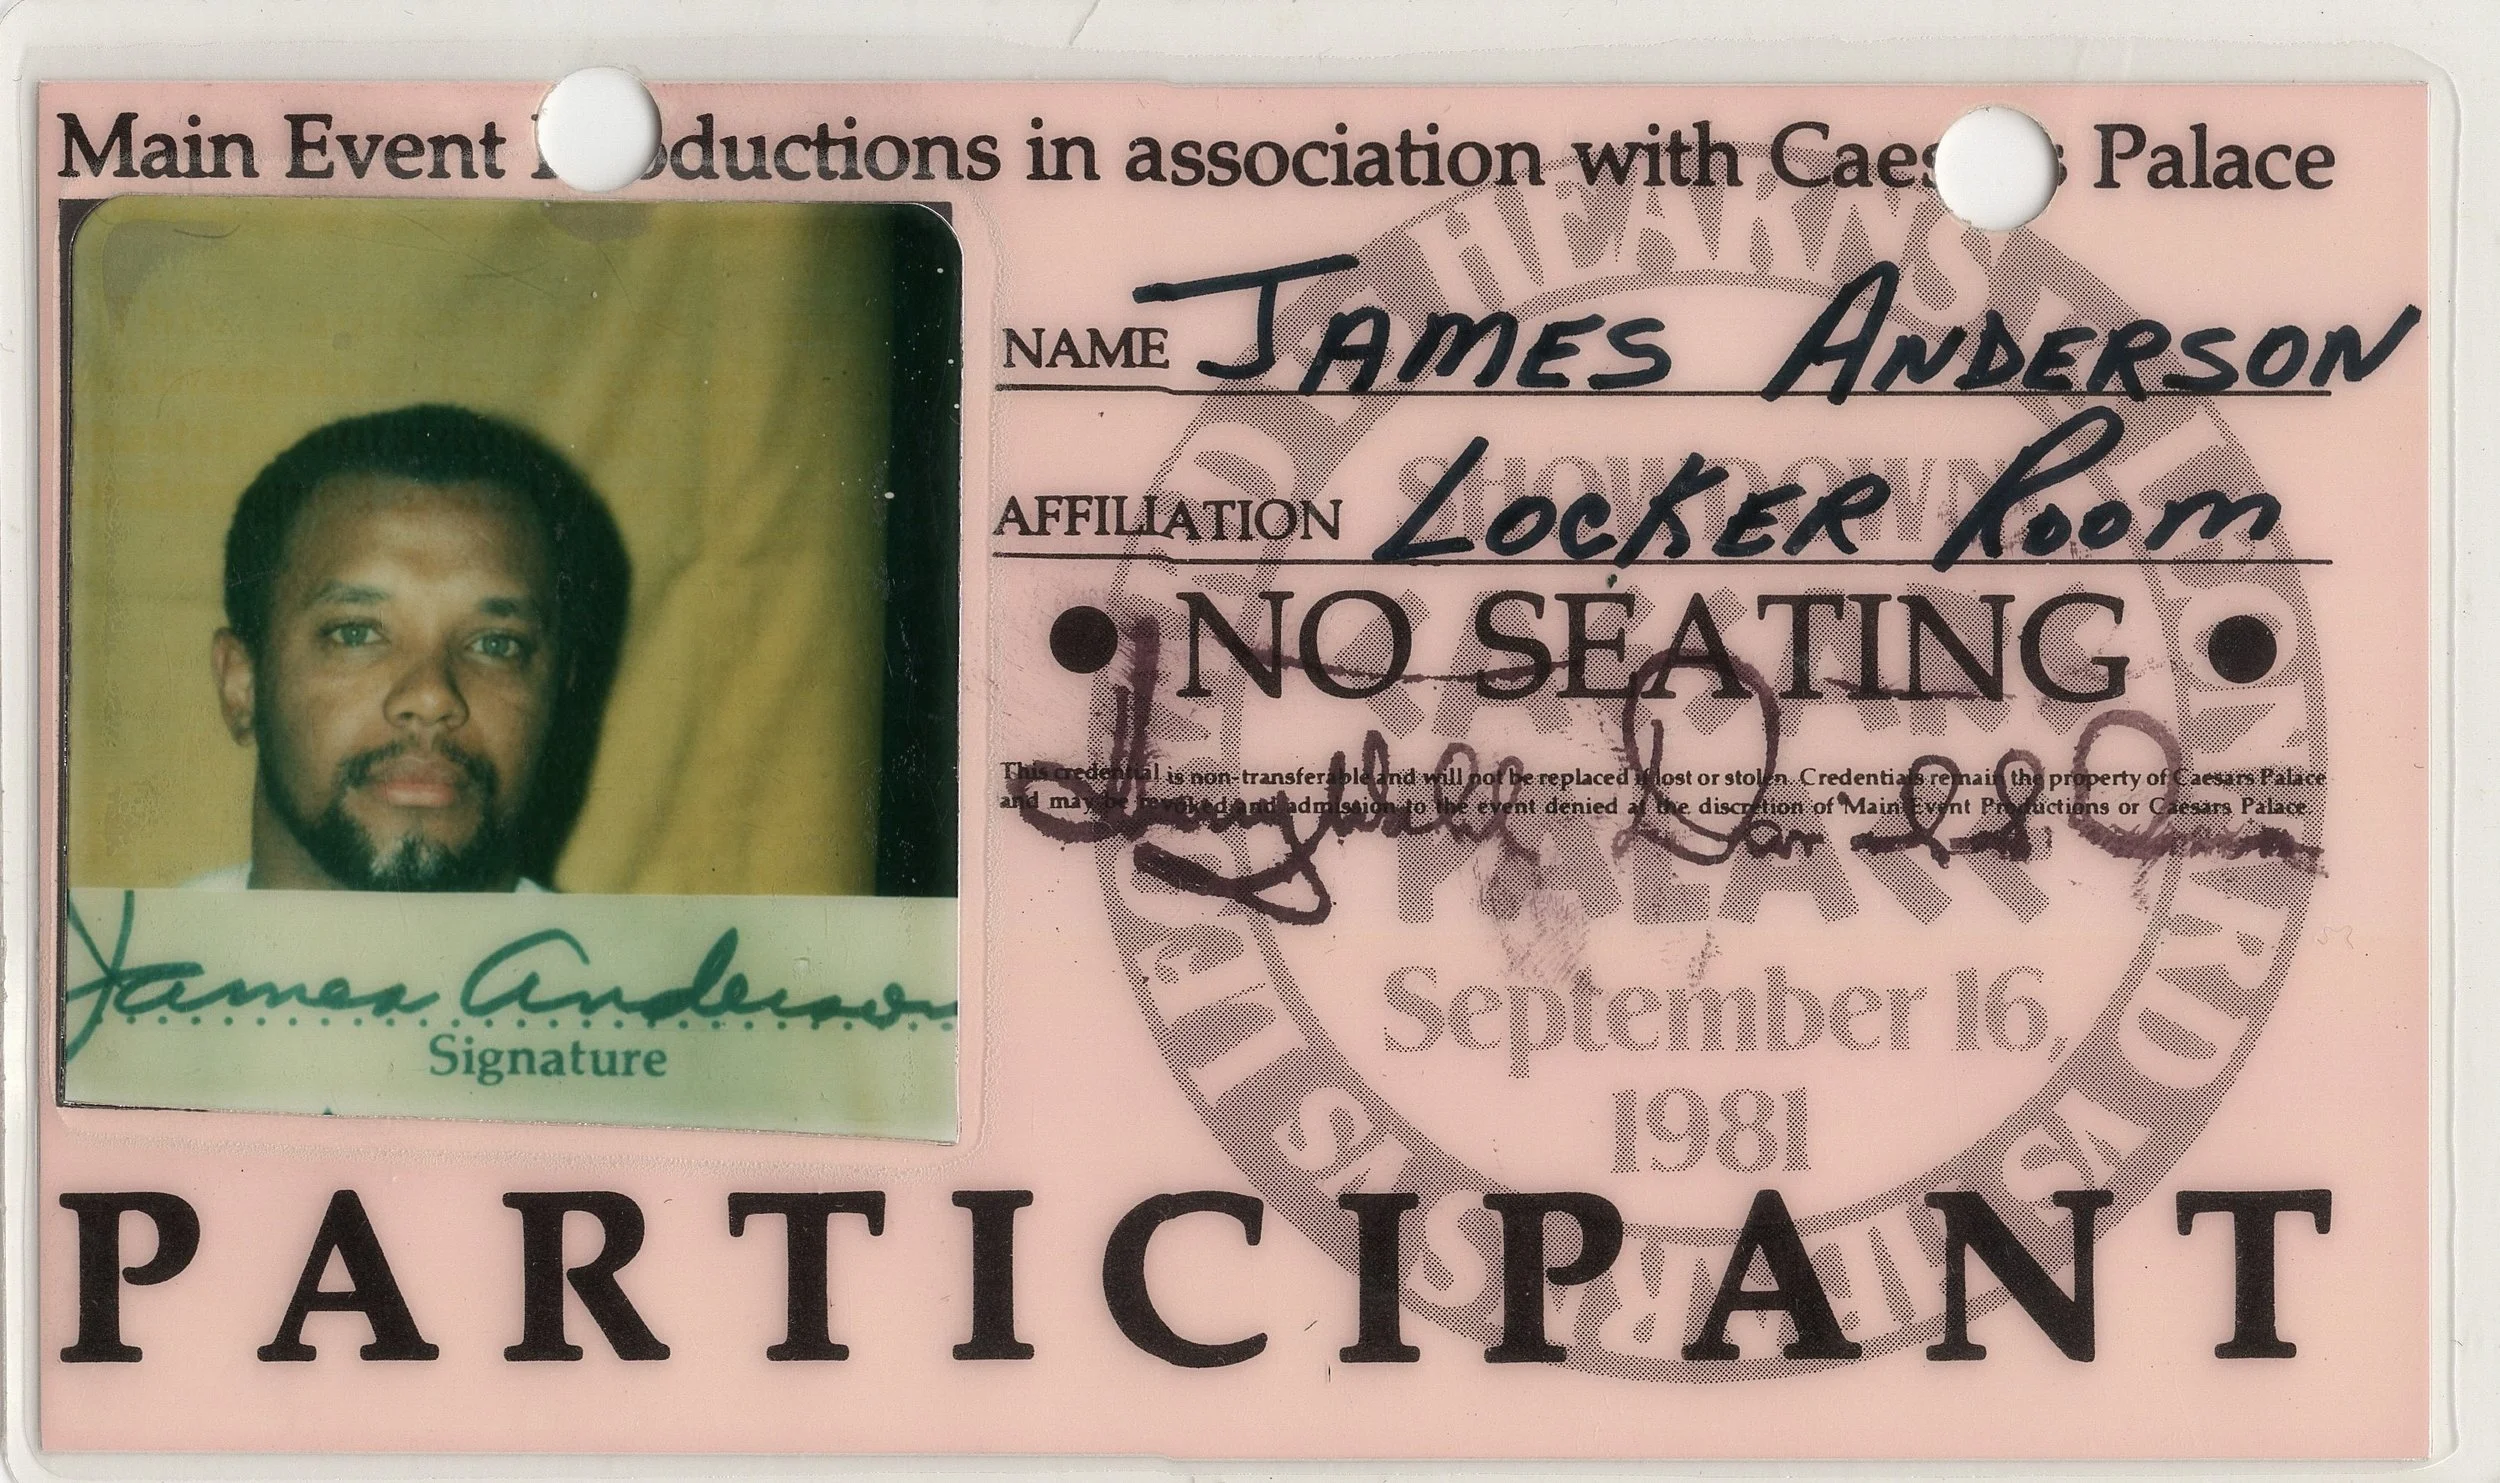 Main Event Productions in association with Caesars Palace
HEARNS
NAME JAMES ANDERSON
SHOWDOWN
AFFILIATION LOCKER ROOM
• NO SEATING •
This credential is non-transferable and will not be replaced if lost or stolen. Credentials remain the property of Caesars Palace
and may be revoked and admission to the event denied at the discretion of Main Event Productions or Caesars Palace.
PALACE
September 16,
1981
James Anderson
Signature
PARTICIPANT